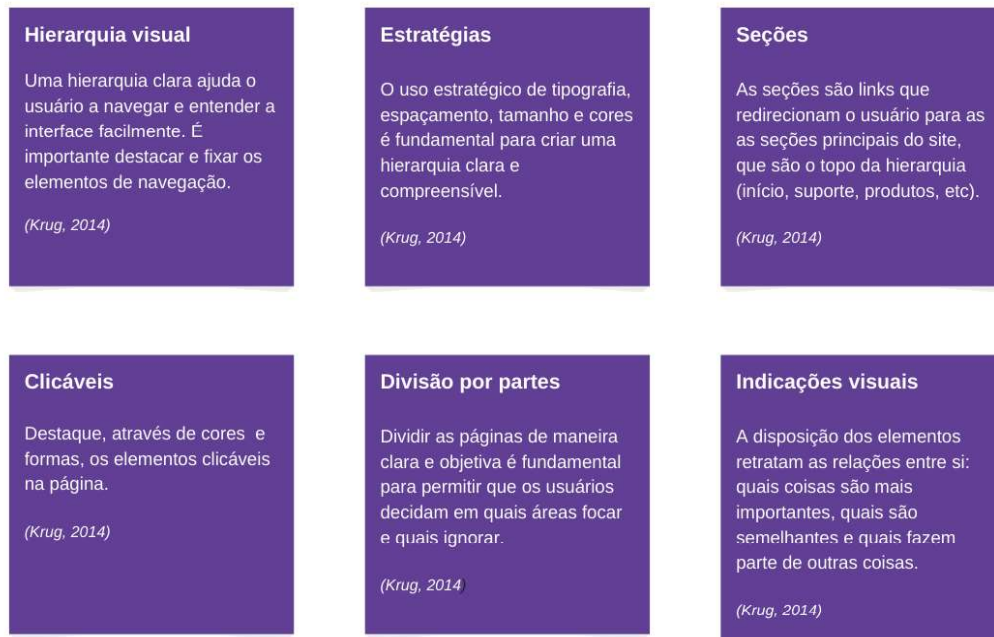 Hierarquia visual
Uma hierarquia clara ajuda o
usuário a navegar e entender a
interface facilmente. É
importante destacar e fixar os
elementos de navegação.
(Krug, 2014)
Estratégias
O uso estratégico de tipografia,
espaçamento, tamanho e cores
é fundamental para criar uma
hierarquia clara e
compreensível.
(Krug, 2014)
Seções
As seções são links que
redirecionam o usuário para as
as seções principais do site,
que são o topo da hierarquia
(início, suporte, produtos, etc).
(Krug, 2014)
Clicáveis
Destaque, através de cores  e
formas, os elementos clicáveis
na página.
(Krug, 2014)
Divisão por partes
Dividir as páginas de maneira
clara e objetiva é fundamental
para permitir que os usuários
decidam em quais áreas focar
e quais ignorar.
(Krug, 2014)
Indicações visuais
A disposição dos elementos
retratam as relações entre si:
quais coisas são mais
importantes, quais são
semelhantes e quais fazem
parte de outras coisas.
(Krug, 2014)